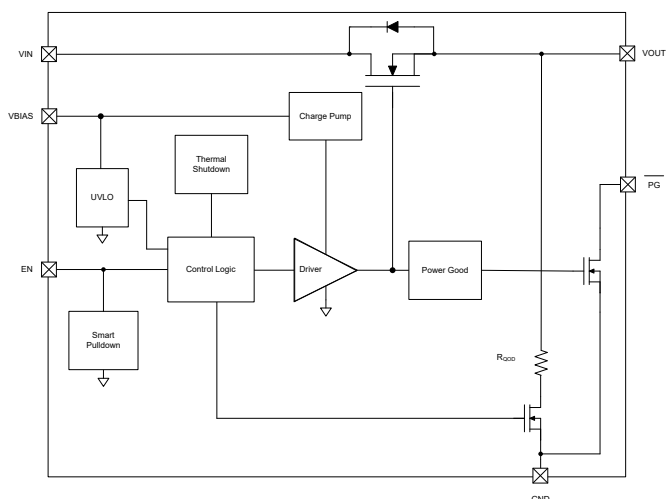 VIN
VOUT
VBIAS
Charge Pump
Thermal
Shutdown
PG
UVLO
EN
Control Logic
Driver
Power Good
Smart
Pulldown
RQOD
GND